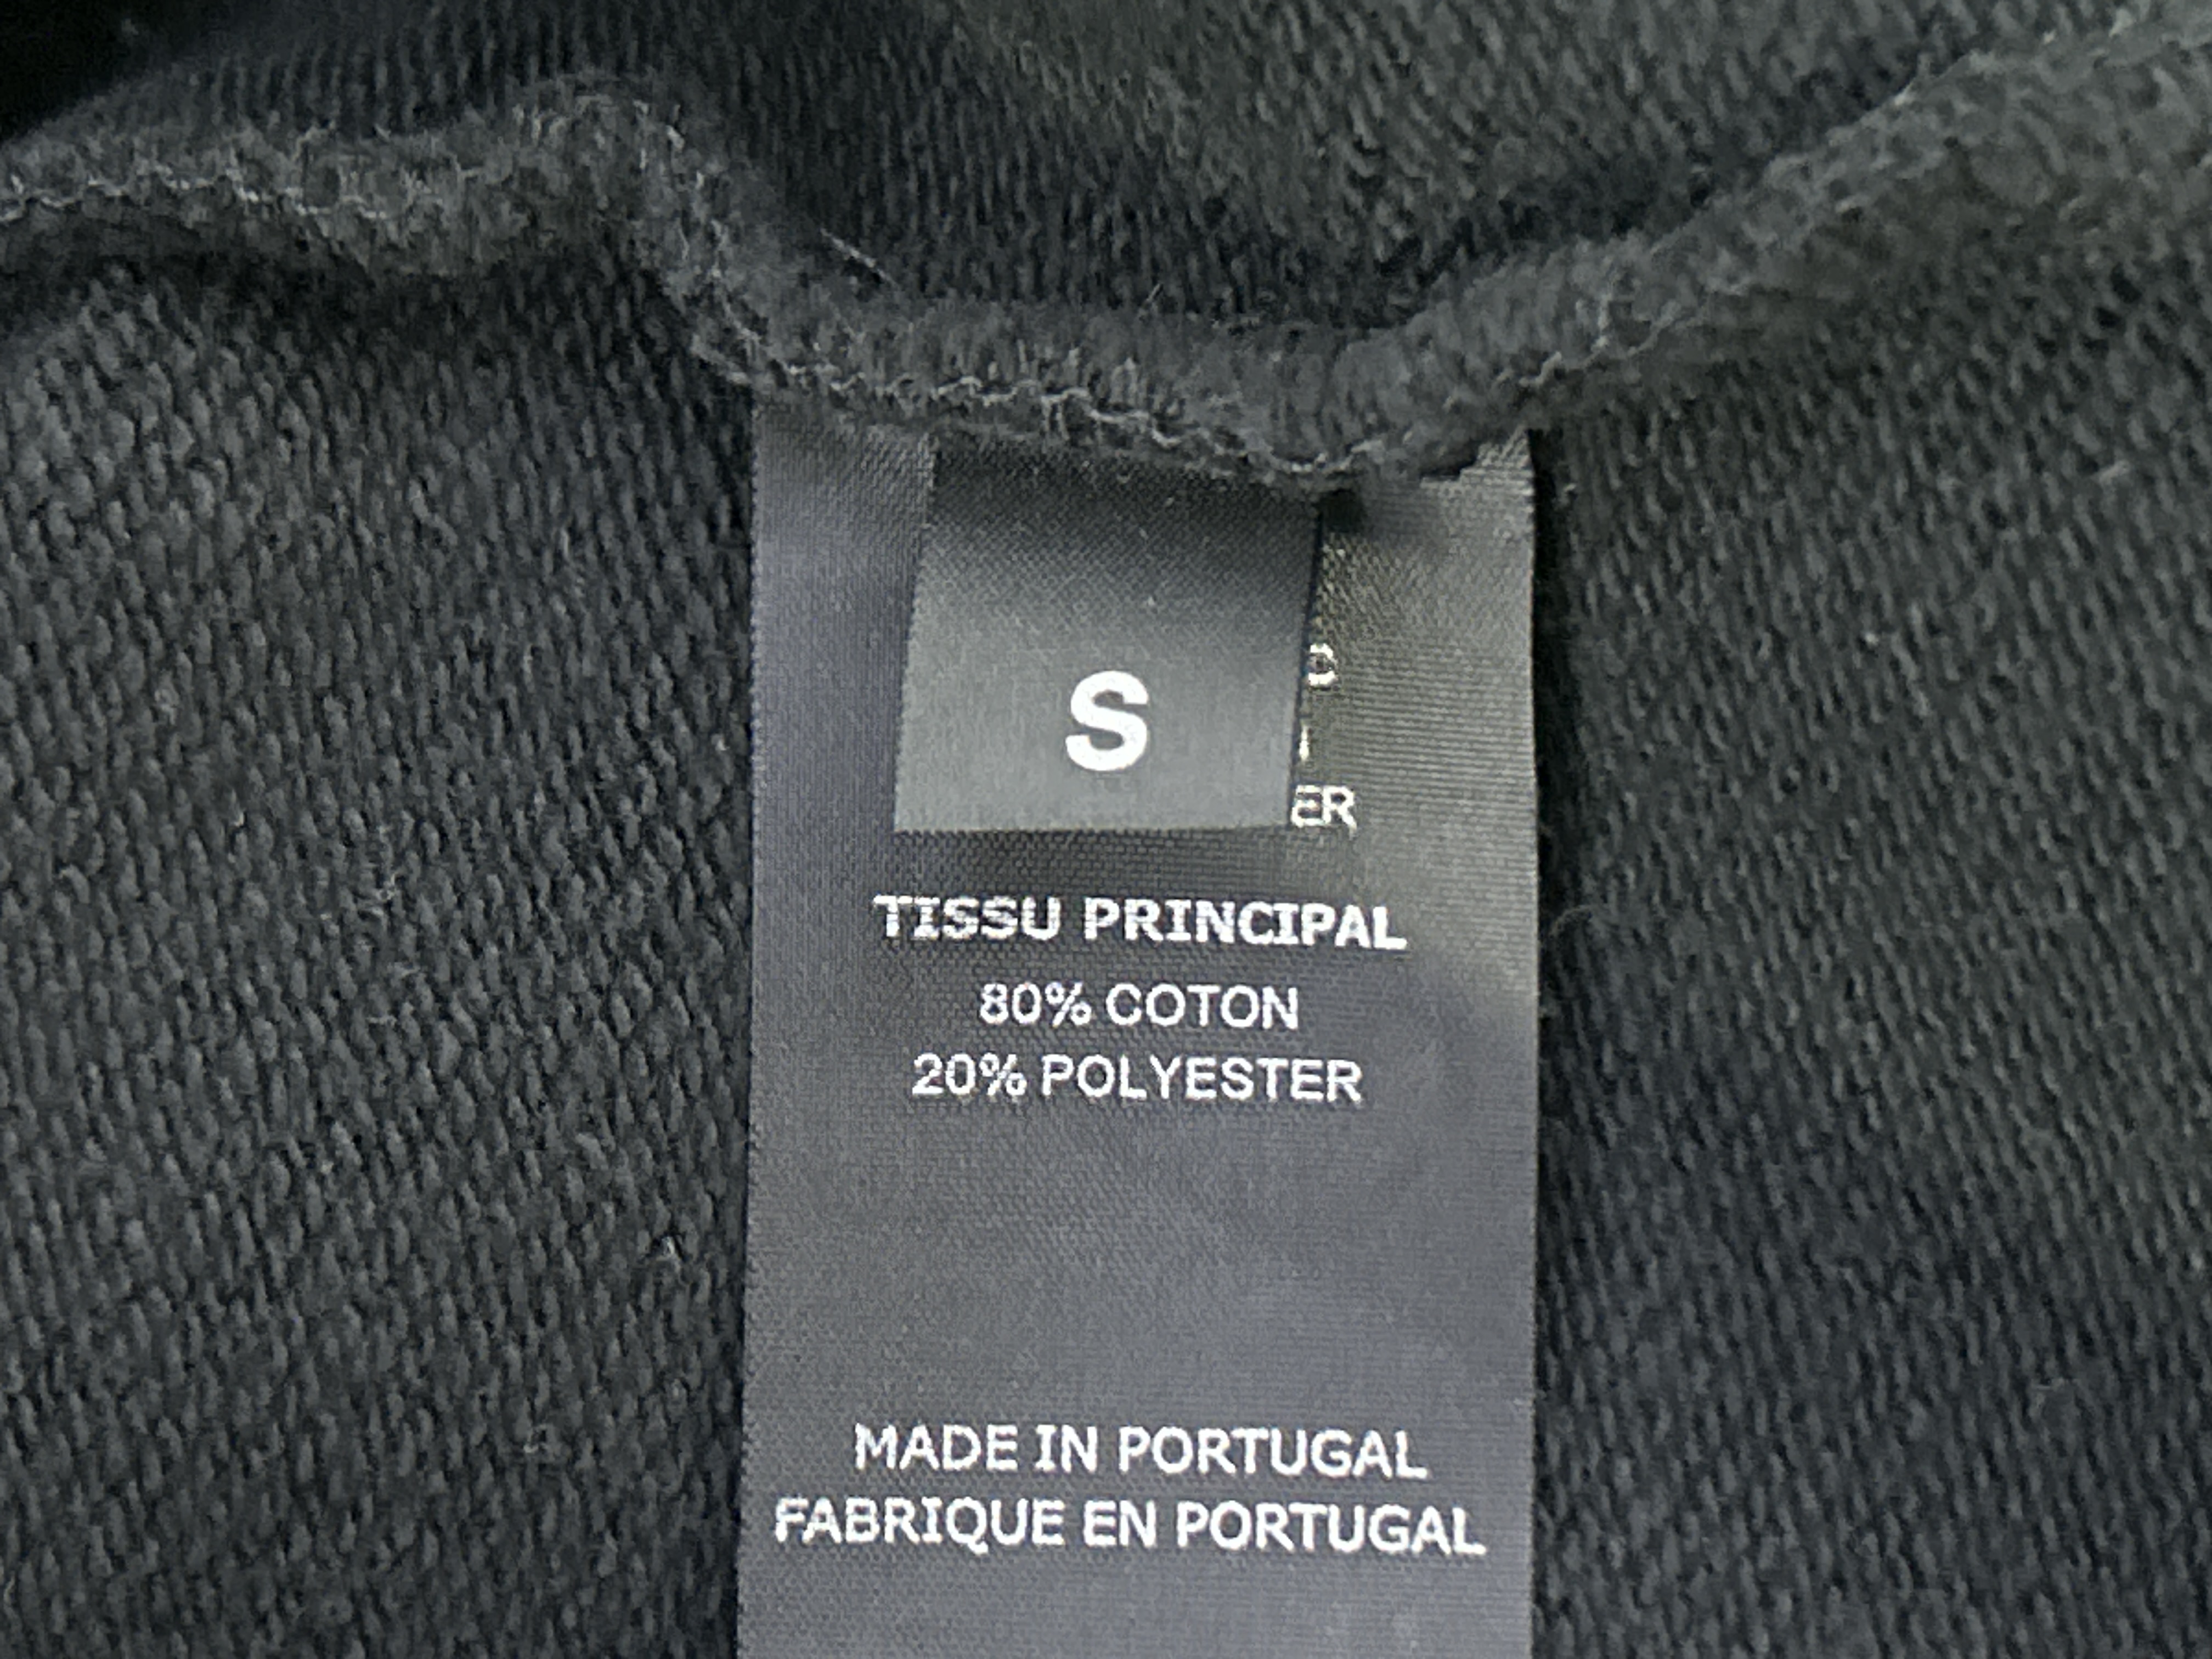 S
TISSU PRINCIPAL
80% COTON
20% POLYESTER
MADE IN PORTUGAL
FABRIQUE EN PORTUGAL